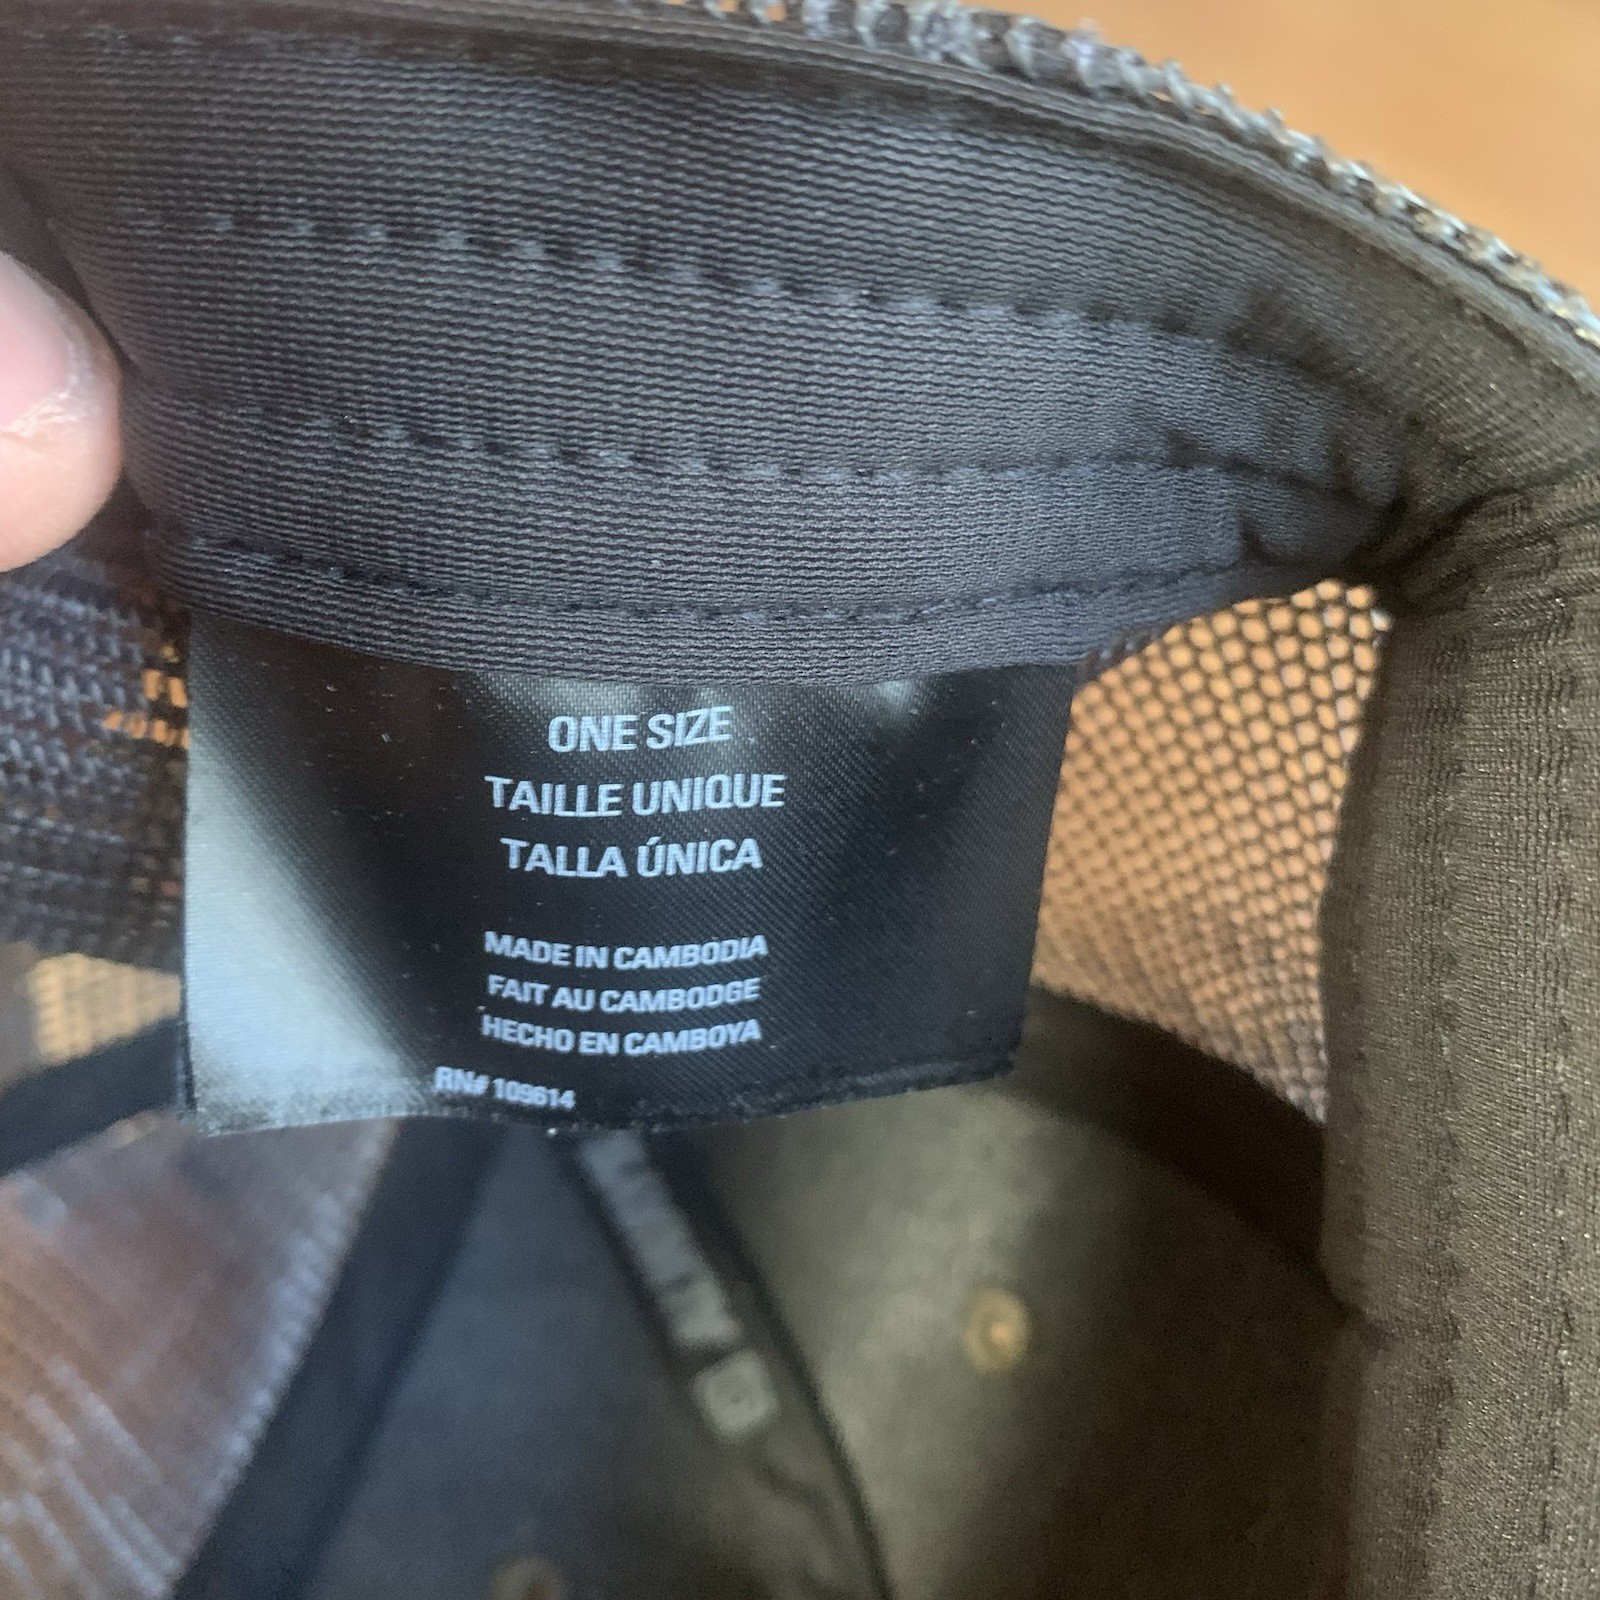 ONE SIZE
TAILLE UNIQUE
TALLA ÚNICA
MADE IN CAMBODIA
FAIT AU CAMBODGE
HECHO EN CAMBOYA
RN# 109614